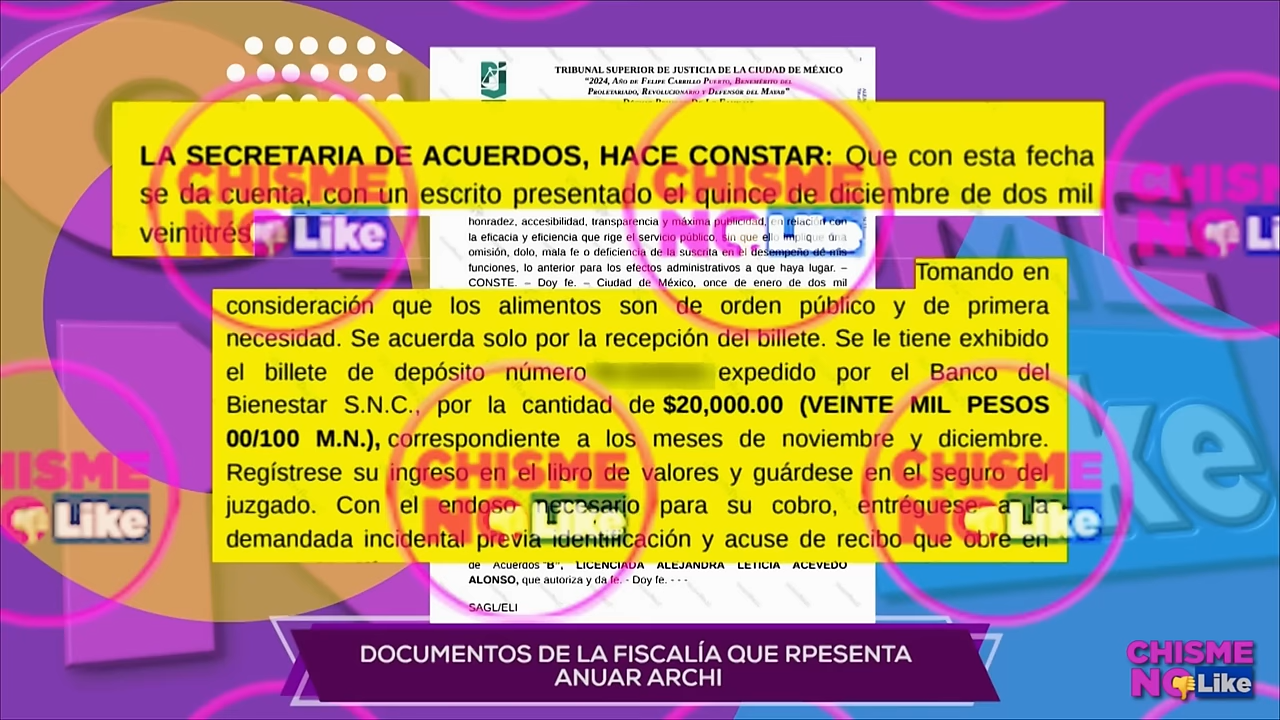 TRIBUNAL SUPERIOR DE JUSTICIA DE LA CIUDAD DE MÉXICO
"2024, AÑO DE FELIPE CARRILLO PUERTO, BENEMÉRITO DEL
PROLETARIADO, REVOLUCIONARIO Y DEFENSOR DEL MAYAB"
LA SECRETARIA DE ACUERDOS, HACE CONSTAR: Que con esta fecha
se da cuenta, con un escrito presentado el quince de diciembre de dos mil
veintitrés
honradez, accesibilidad, transparencia y máxima publicidad, en relación con
la eficacia y eficiencia que rige el servicio público, sin que ello implique una
omisión, dolo, mala fe o deficiencia de la suscrita en el desempeño de mis
funciones, lo anterior para los efectos administrativos a que haya lugar. –
CONSTE. – Doy fe. – Ciudad de México, once de enero de dos mil
Tomando en
consideración que los alimentos son de orden público y de primera
necesidad. Se acuerda solo por la recepción del billete. Se le tiene exhibido
el billete de depósito número expedido por el Banco del
Bienestar S.N.C., por la cantidad de $20,000.00 (VEINTE MIL PESOS
00/100 M.N.), correspondiente a los meses de noviembre y diciembre.
Regístrese su ingreso en el libro de valores y guárdese en el seguro del
juzgado. Con el endoso necesario para su cobro, entréguese a la
demandada incidental previa identificación y acuse de recibo que obre en
de Acuerdos "B", LICENCIADA ALEJANDRA LETICIA ACEVEDO
ALONSO, que autoriza y da fe. - Doy fe. - - -
SAGL/ELI
DOCUMENTOS DE LA FISCALÍA QUE RPESENTA
ANUAR ARCHI
CHISME
NO Like